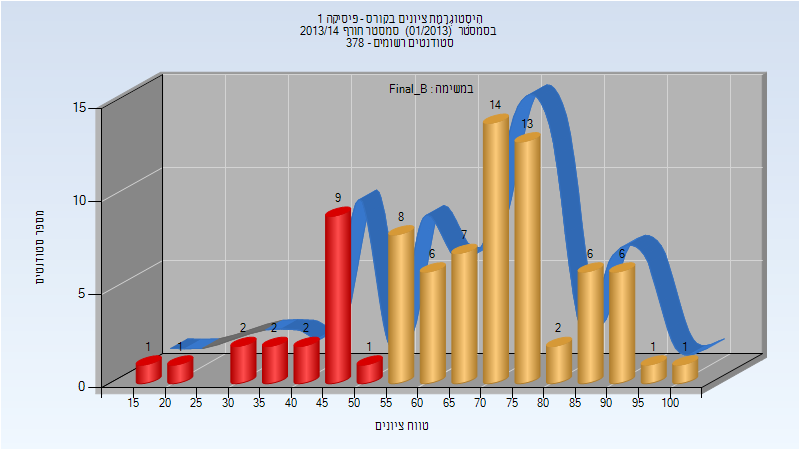 היסטוגרמת ציונים בקורס - פיסיקה 1
בסמסטר (01/2013) סמסטר חורף 2013/14
סטודנטים רשומים - 378
במשימה : Final_B
מספר סטודנטים
15
10
5
0
1 1 2 2 2 9 1 8 6 7 14 13 2 6 6 1 1
15 20 25 30 35 40 45 50 55 60 65 70 75 80 85 90 95 100
טווח ציונים